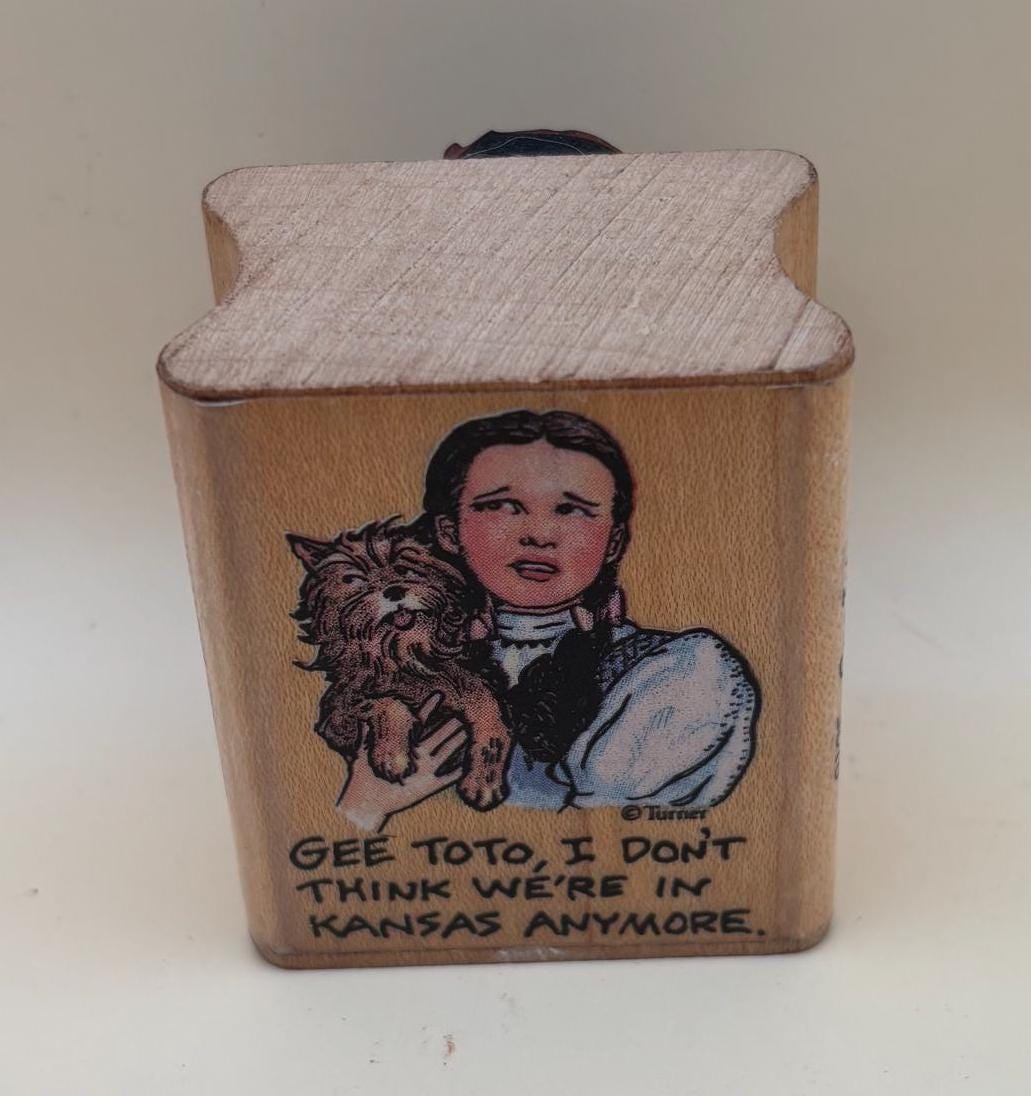 © Turner
GEE TOTO, I DON'T
THINK WE'RE IN
KANSAS ANYMORE.